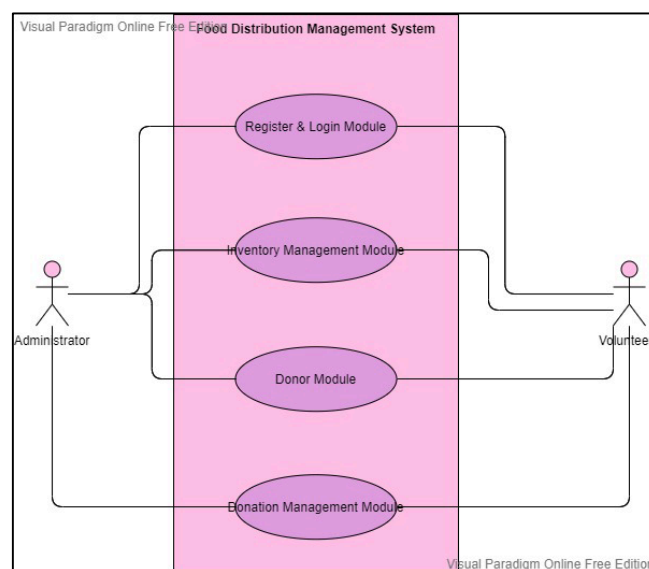 Visual Paradigm Online Free Edition
Food Distribution Management System
Register & Login Module
Inventory Management Module
Administrator
Voluntee
Donor Module
Donation Management Module
Visual Paradigm Online Free Edition